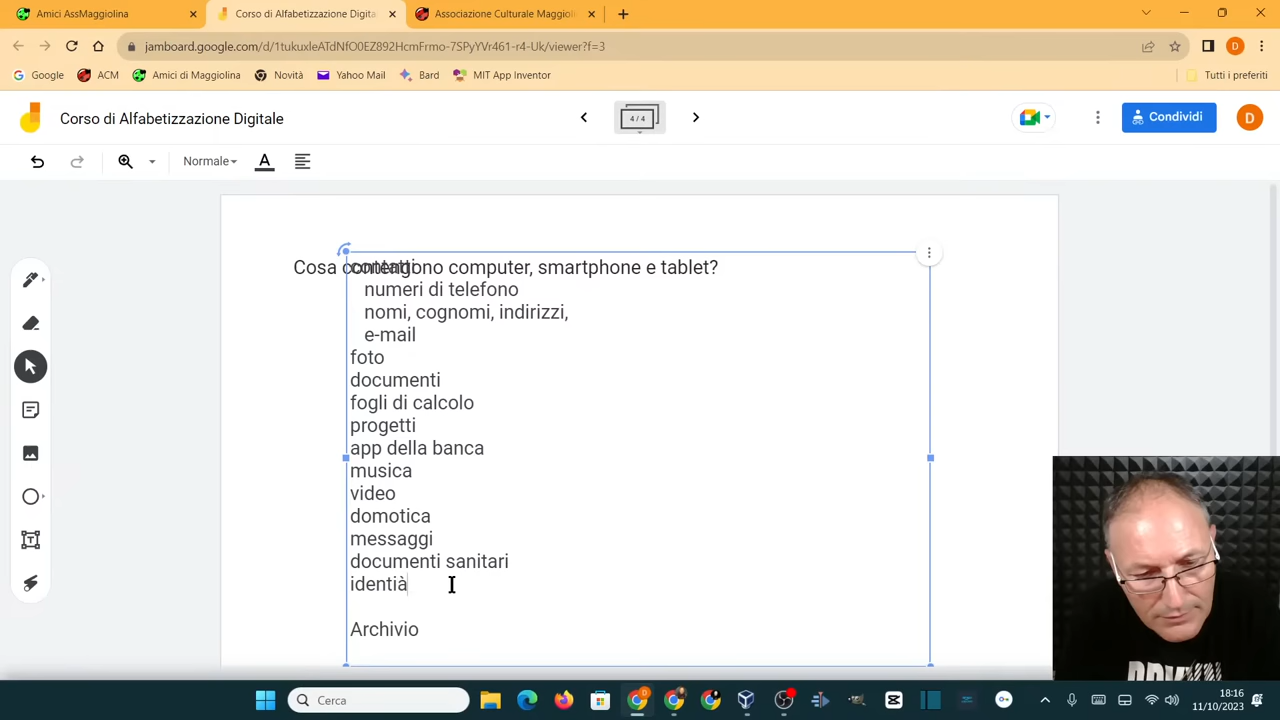 Amici AssMaggiolina
Corso di Alfabetizzazione Digita
Associazione Culturale Maggiolin
jamboard.google.com/d/1tukuxleATdNfO0EZ892HcmFrmo-7SPyYVr461-r4-Uk/viewer?f=3
D
Google
ACM
Amici di Maggiolina
Novità
Yahoo Mail
Bard
MIT App Inventor
Tutti i preferiti
Corso di Alfabetizzazione Digitale
4 / 4
Condividi
D
Normale
A
Cosa contengono computer, smartphone e tablet?
contatti
numeri di telefono
nomi, cognomi, indirizzi,
e-mail
foto
documenti
fogli di calcolo
progetti
app della banca
musica
video
domotica
messaggi
documenti sanitari
identià
Archivio
Cerca
18:16
11/10/2023